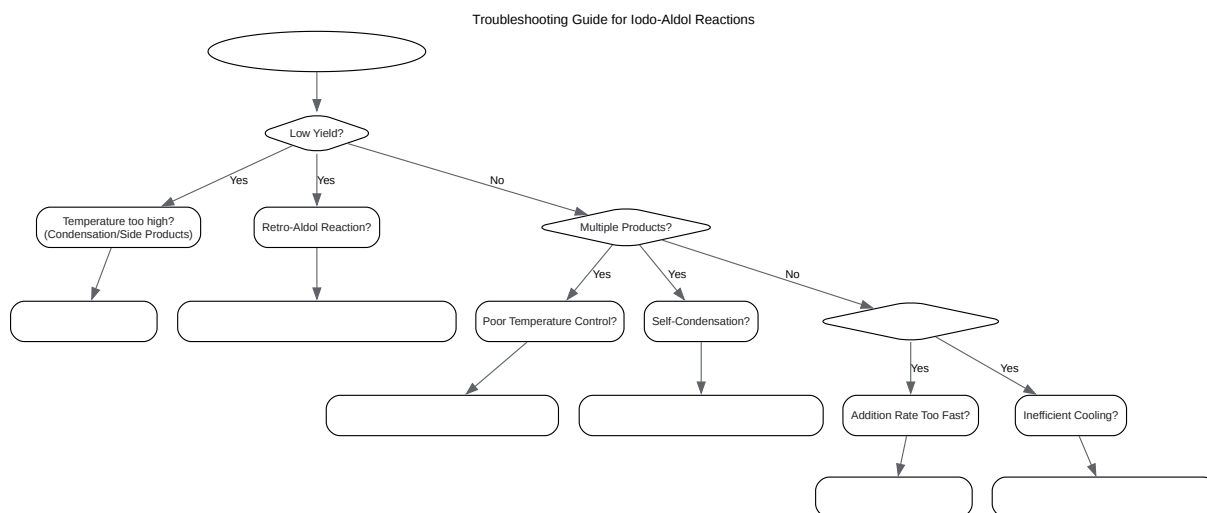 Troubleshooting Guide for Iodo-Aldol Reactions
Low Yield?
Yes
Yes
No
Temperature too high?
(Condensation/Side Products)
Retro-Aldol Reaction?
Multiple Products?
Yes
Yes
No
Poor Temperature Control?
Self-Condensation?
Yes
Yes
Addition Rate Too Fast?
Inefficient Cooling?